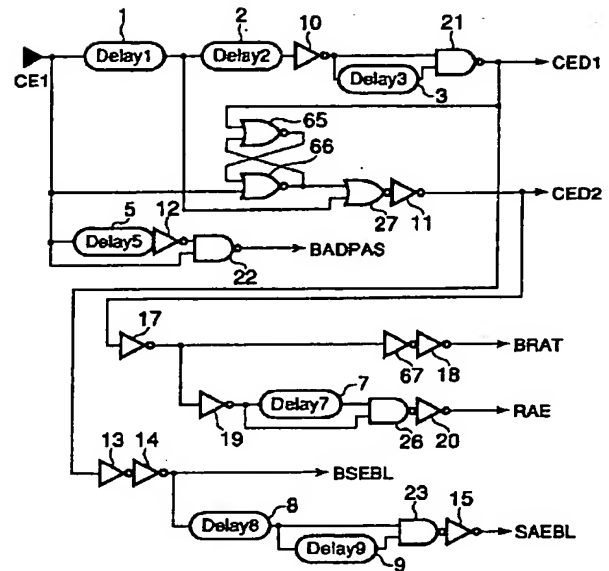 1 2 10 21
CE1 Delay1 Delay2 Delay3 3 CED1
65
66
27 11 CED2
5 12
Delay5 22 BADPAS
17 67 18 BRAT
7
19 Delay7 26 20 RAE
13 14 BSEBL
8 23 15
Delay8 SAEBL
Delay9 9